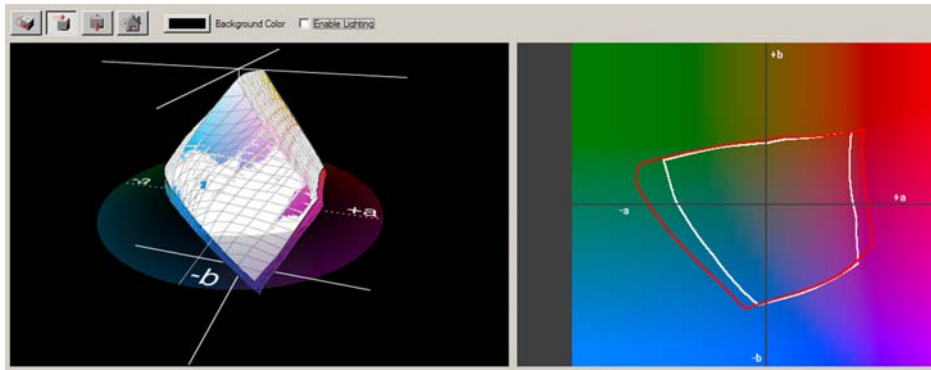 Background Color
Enable Lighting
-a
+a
-b
+b
-a
+a
-b